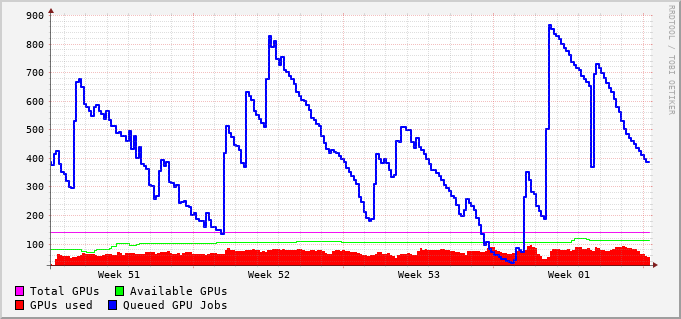 900
800
700
600
500
400
300
200
100
Week 51 Week 52 Week 53 Week 01
Total GPUs Available GPUs
GPUs used Queued GPU Jobs
RRDTOOL / TOBI OETIKER